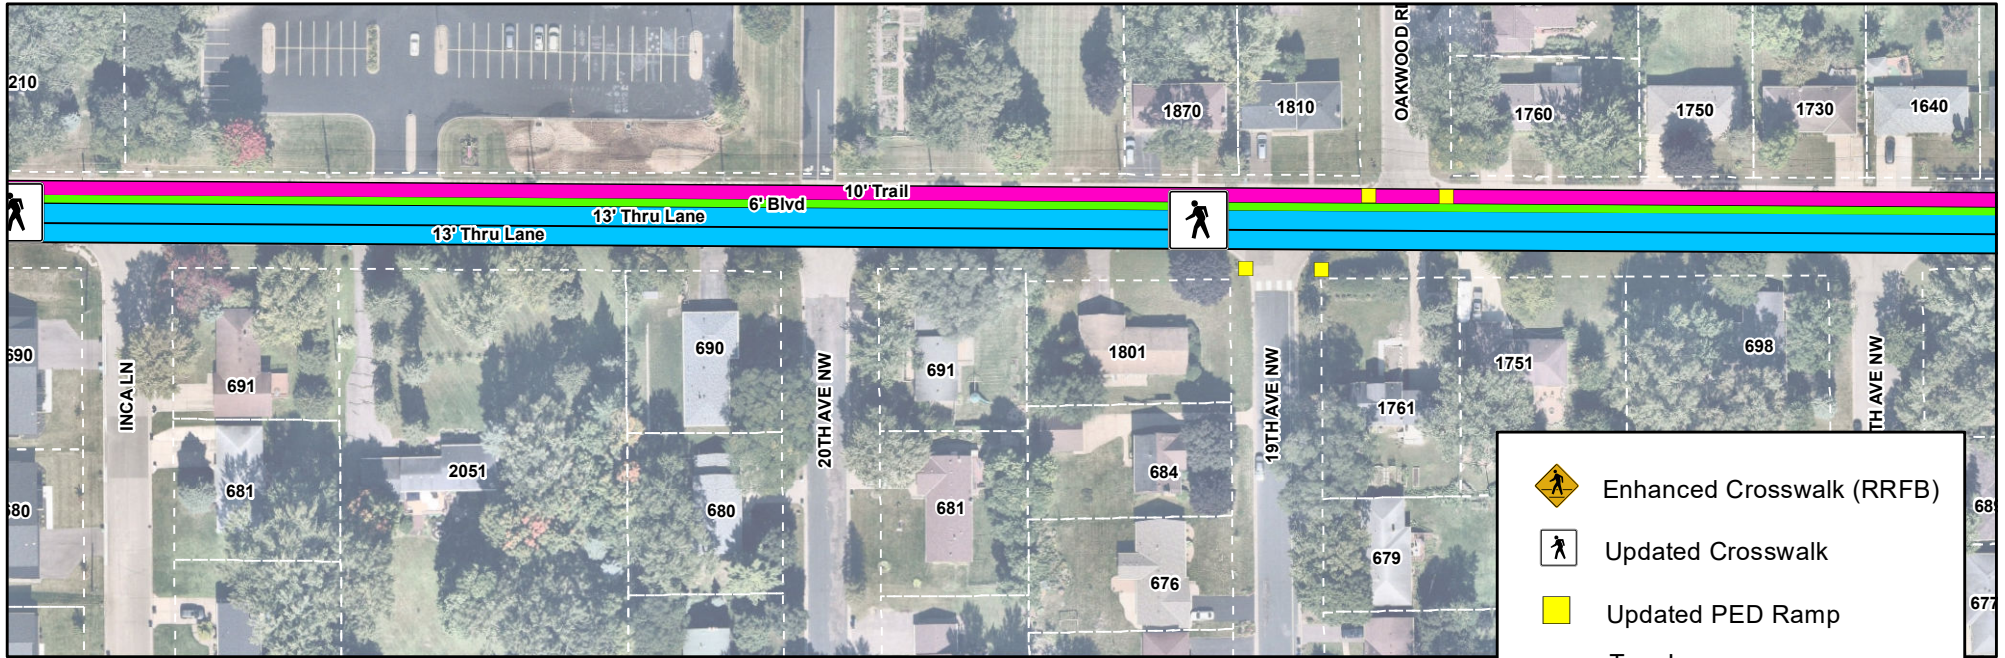 210
1870
1810
OAKWOOD
1760
1750
1730
1640
10' Trail
6' Blvd
13' Thru Lane
13' Thru Lane
690
691
INCA LN
690
20TH AVE NW
691
1801
19TH AVE NW
1761
1751
698
TH AVE NW
681
2051
680
681
684
676
679
680
689
677
Enhanced Crosswalk (RRFB)
Updated Crosswalk
Updated PED Ramp